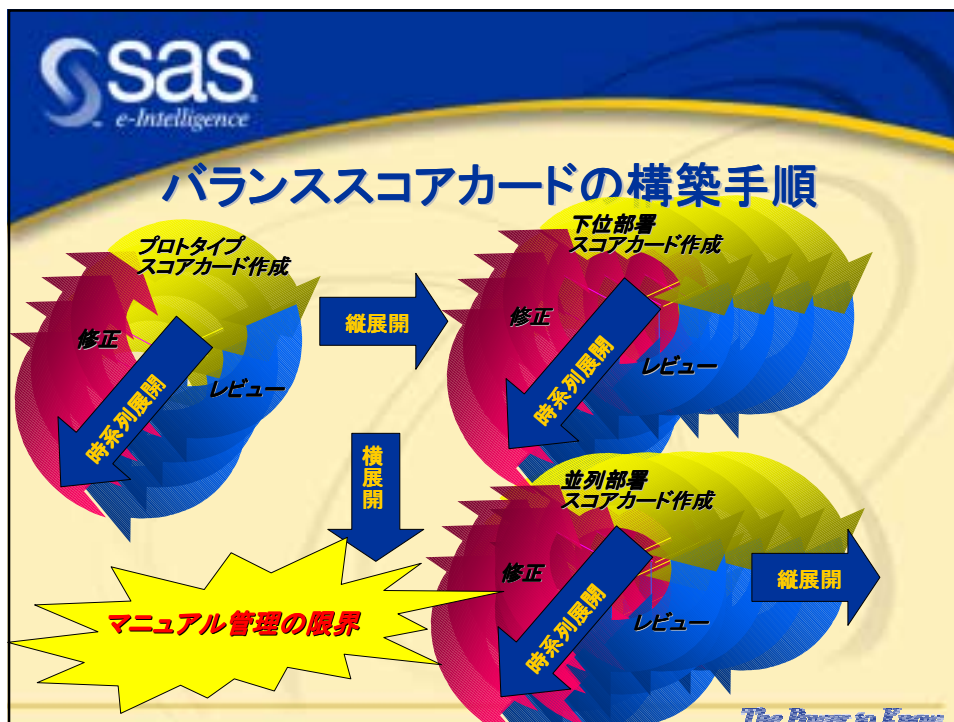 sas
e-Intelligence
バランススコアカードの構築手順
プロトタイプ
スコアカード作成
修正
レビュー
時系列展開
縦展開
下位部署
スコアカード作成
修正
レビュー
時系列展開
横展開
並列部署
スコアカード作成
修正
レビュー
時系列展開
縦展開
マニュアル管理の限界
The Power to Know